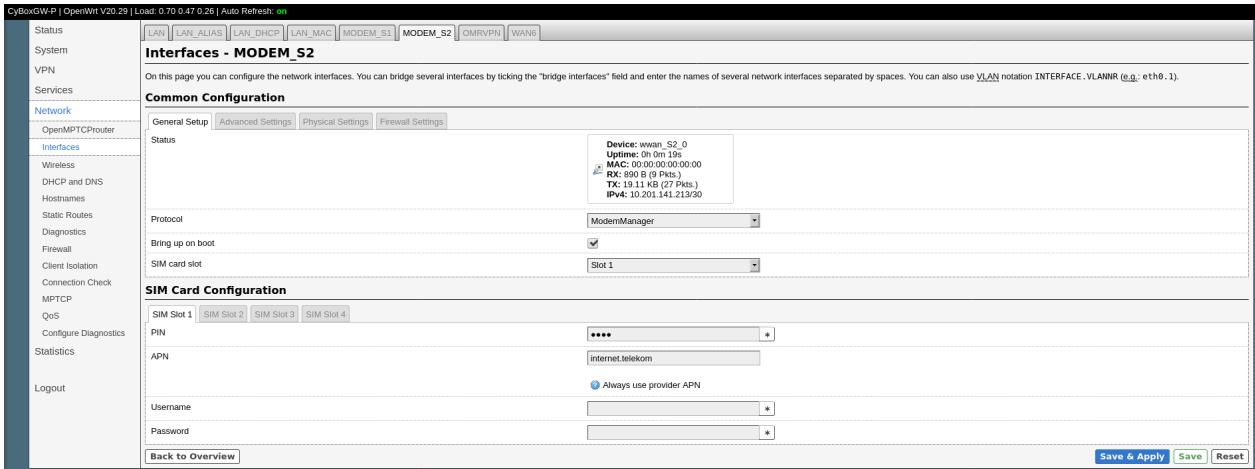 CyBoxGW-P | OpenWrt V20.29 | Load: 0.70 0.47 0.26 | Auto Refresh: on
Status
System
VPN
Services
Network
OpenMPTCProuter
Interfaces
Wireless
DHCP and DNS
Hostnames
Static Routes
Diagnostics
Firewall
Client Isolation
Connection Check
MPTCP
QoS
Configure Diagnostics
Statistics
Logout
LAN LAN_ALIAS LAN_DHCP LAN_MAC MODEM_S1 MODEM_S2 OMRVPN WAN6
Interfaces - MODEM_S2
On this page you can configure the network interfaces. You can bridge several interfaces by ticking the "bridge interfaces" field and enter the names of several network interfaces separated by spaces. You can also use VLAN notation INTERFACE.VLANNR (e.g.: eth0.1).
Common Configuration
General Setup Advanced Settings Physical Settings Firewall Settings
Status
Device: wwan_S2_0
Uptime: 0h 0m 19s
MAC: 00:00:00:00:00:00
RX: 890 B (9 Pkts.)
TX: 19.11 KB (27 Pkts.)
IPv4: 10.201.141.213/30
Protocol ModemManager
Bring up on boot
SIM card slot Slot 1
SIM Card Configuration
SIM Slot 1 SIM Slot 2 SIM Slot 3 SIM Slot 4
PIN ●●●● *
APN internet.telekom
Always use provider APN
Username *
Password *
Back to Overview Save & Apply Save Reset